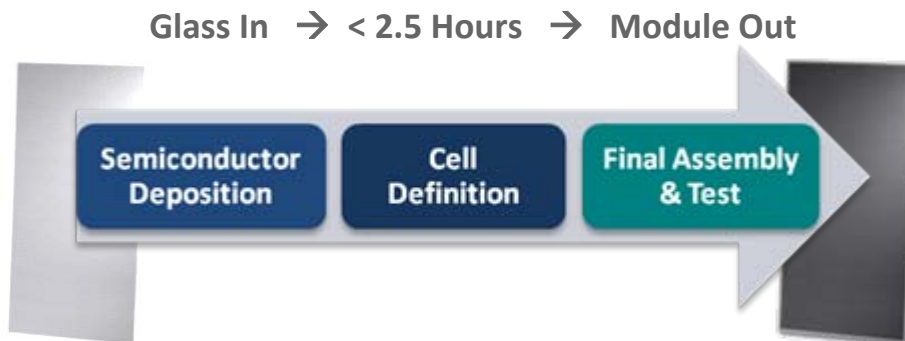 Glass In → < 2.5 Hours → Module Out
Semiconductor
Deposition
Cell
Definition
Final Assembly
& Test